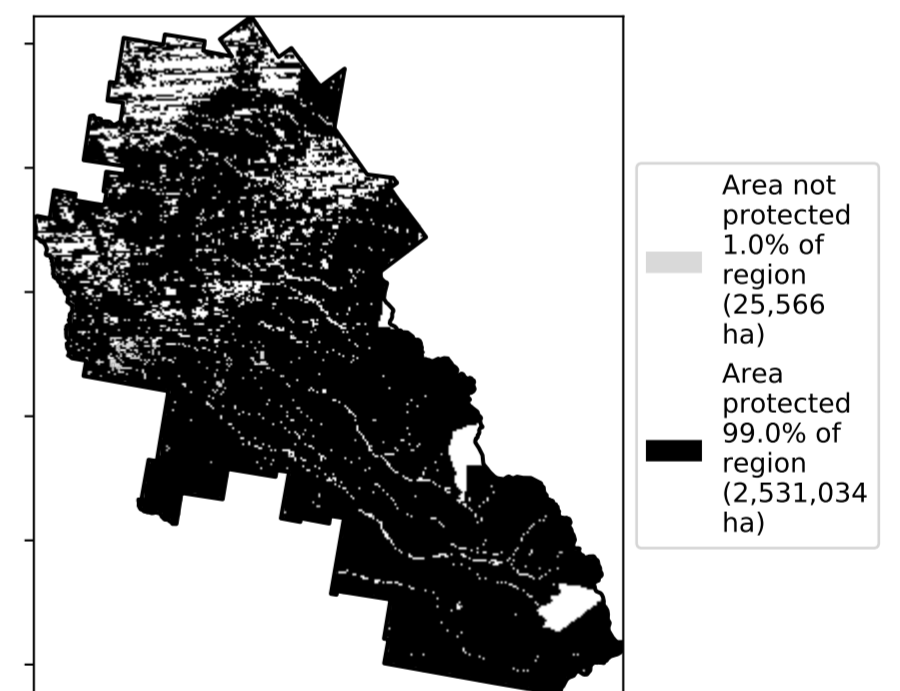 Area not
protected
1.0% of
region
(25,566
ha)
Area
protected
99.0% of
region
(2,531,034
ha)